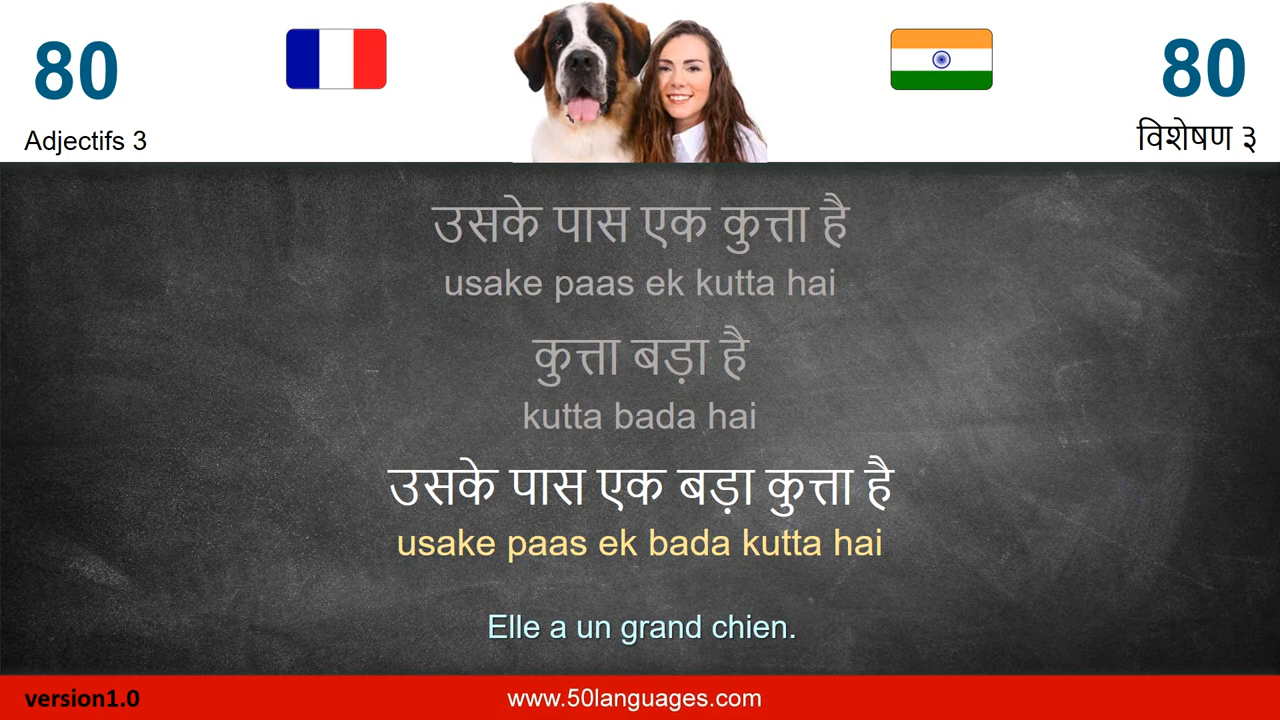 80
80
Adjectifs 3
विशेषण ३
उसके पास एक कुत्ता है
usake paas ek kutta hai
कुत्ता बड़ा है
kutta bada hai
उसके पास एक बड़ा कुत्ता है
usake paas ek bada kutta hai
Elle a un grand chien.
version1.0
www.50languages.com